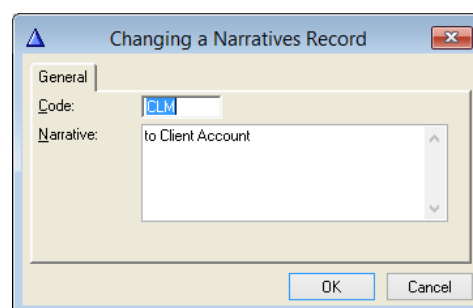 Changing a Narratives Record
General
Code: CLM
Narrative: to Client Account
OK Cancel